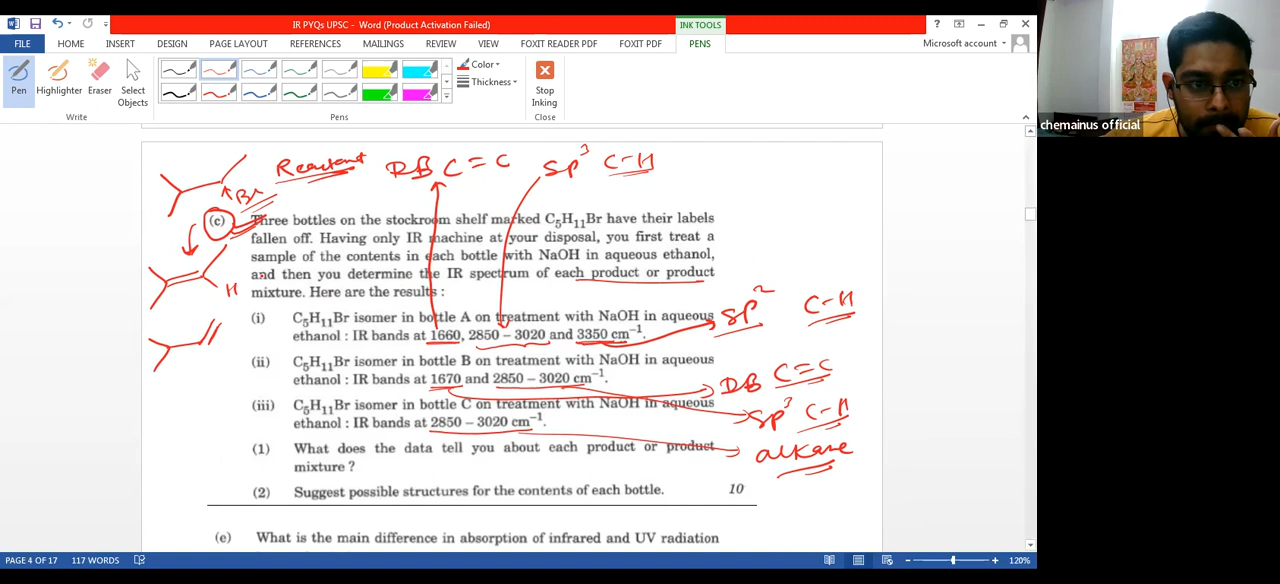 IR PYQs UPSC - Word (Product Activation Failed)
INK TOOLS
FILE HOME INSERT DESIGN PAGE LAYOUT REFERENCES MAILINGS REVIEW VIEW FOXIT READER PDF FOXIT PDF PENS
Microsoft account
Pen Highlighter Eraser Select Objects
Color
Thickness
Stop Inking
Write Pens Close
chemainus official
Reactant DB C=C SP³ C-H
Br
(c) Three bottles on the stockroom shelf marked C₅H₁₁Br have their labels
fallen off. Having only IR machine at your disposal, you first treat a
sample of the contents in each bottle with NaOH in aqueous ethanol,
and then you determine the IR spectrum of each product or product
mixture. Here are the results :
H
(i) C₅H₁₁Br isomer in bottle A on treatment with NaOH in aqueous
ethanol : IR bands at 1660, 2850 – 3020 and 3350 cm⁻¹.
SP² C-H
(ii) C₅H₁₁Br isomer in bottle B on treatment with NaOH in aqueous
ethanol : IR bands at 1670 and 2850 – 3020 cm⁻¹.
DB C=C
(iii) C₅H₁₁Br isomer in bottle C on treatment with NaOH in aqueous
ethanol : IR bands at 2850 – 3020 cm⁻¹.
SP³ C-H
(1) What does the data tell you about each product or product
mixture ?
alkane
(2) Suggest possible structures for the contents of each bottle. 10
(e) What is the main difference in absorption of infrared and UV radiation
PAGE 4 OF 17 117 WORDS 120%